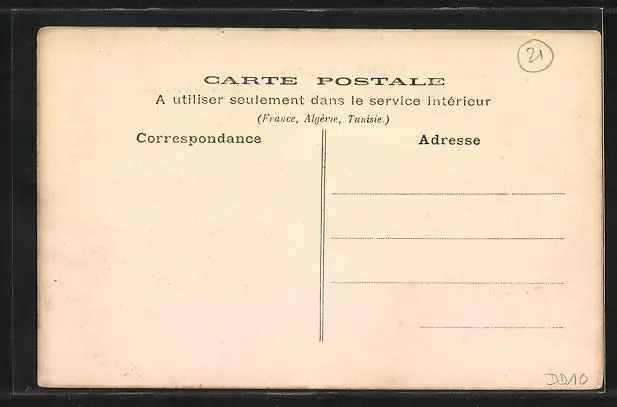 21
CARTE POSTALE
A utiliser seulement dans le service intérieur
(France, Algérie, Tunisie.)
Correspondance
Adresse
DD10